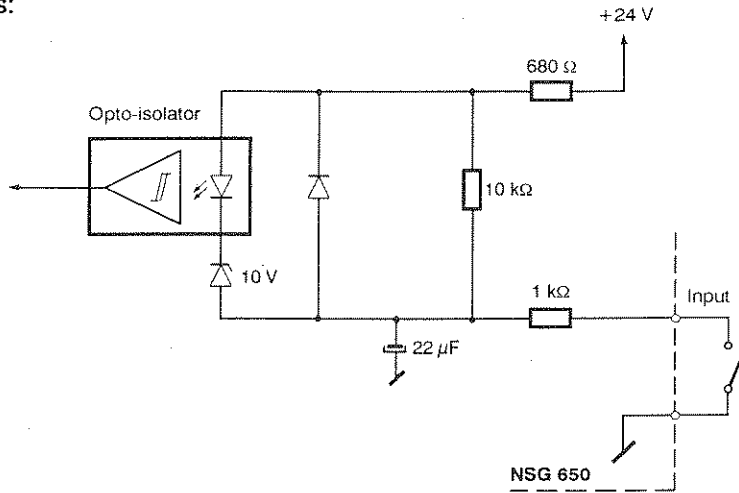 s:
+24 V
680 Ω
Opto-isolator
10 kΩ
10 V
1 kΩ
Input
22 µF
NSG 650